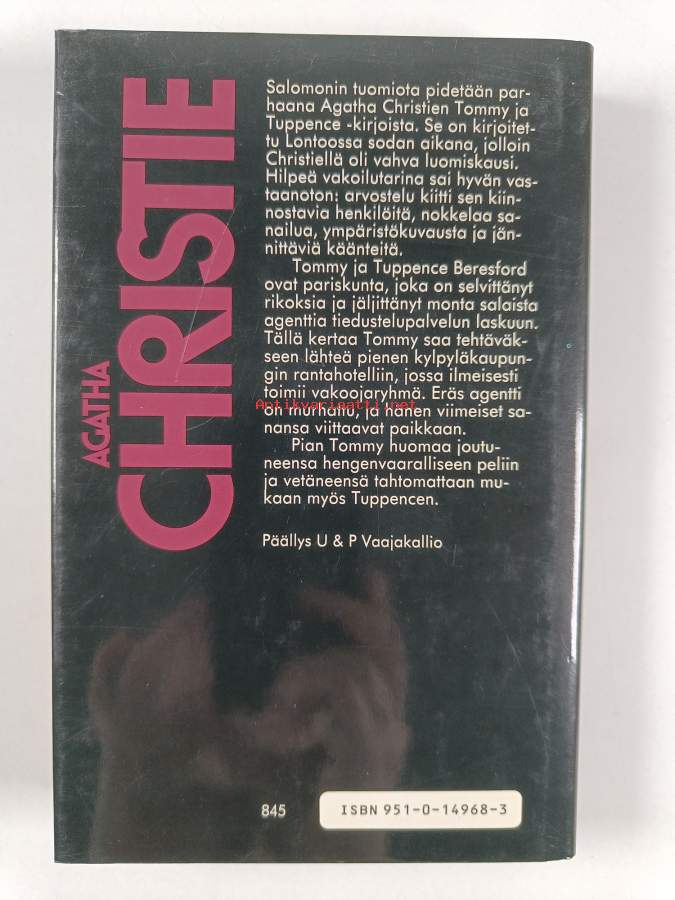 AGATHA
CHRISTIE
Salomonin tuomiota pidetään par-
haana Agatha Christien Tommy ja
Tuppence -kirjoista. Se on kirjoitet-
tu Lontoossa sodan aikana, jolloin
Christiellä oli vahva luomiskausi.
Hilpeä vakoilutarina sai hyvän vas-
taanoton: arvostelu kiitti sen kiin-
nostavia henkilöitä, nokkelaa sa-
nailua, ympäristökuvausta ja jän-
nittäviä käänteitä.
Tommy ja Tuppence Beresford
ovat pariskunta, joka on selvittänyt
rikoksia ja jäljittänyt monta salaista
agenttia tiedustelupalvelun laskuun.
Tällä kertaa Tommy saa tehtäväk-
seen lähteä pienen kylpyläkaupun-
gin rantahotelliin, jossa ilmeisesti
toimii vakoojaryhmä. Eräs agentti
Antikvariaatti.net
on murhattu, ja hänen viimeiset sa-
nansa viittaavat paikkaan.
Pian Tommy huomaa joutu-
neensa hengenvaaralliseen peliin
ja vetäneensä tahtomattaan mu-
kaan myös Tuppencen.
Päällys U & P Vaajakallio
845
ISBN 951-0-14968-3